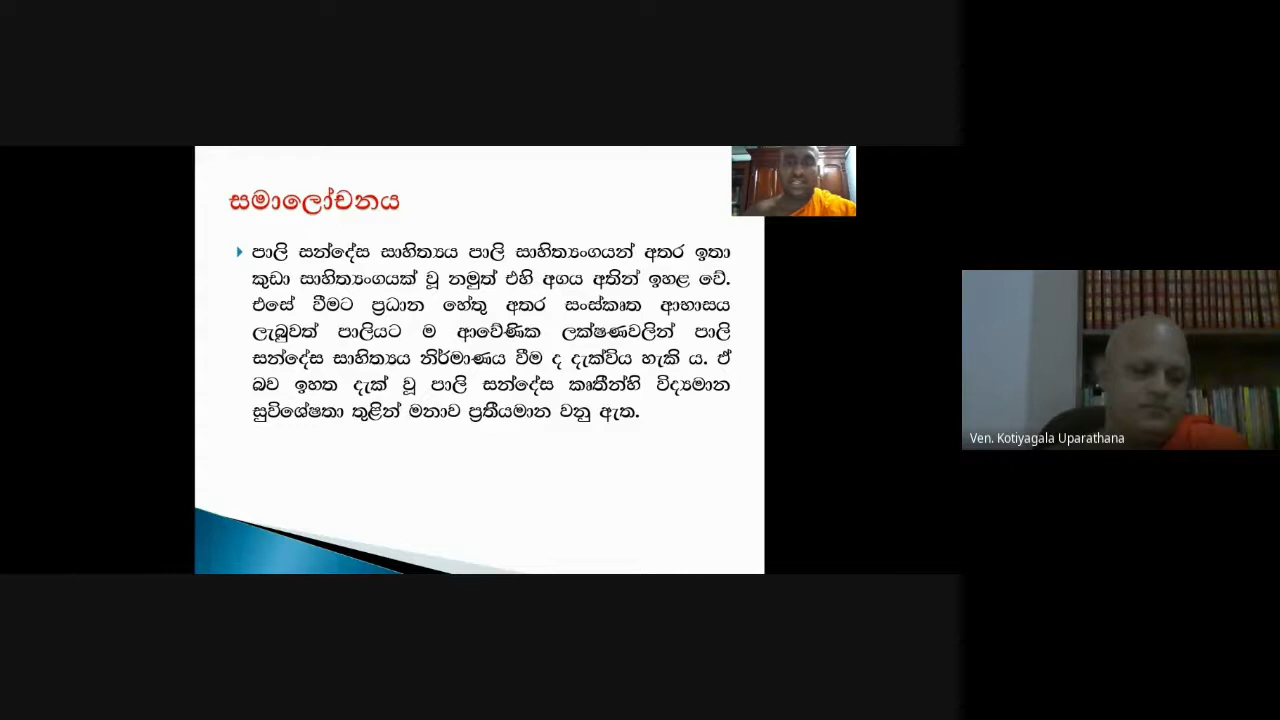 සමාලෝචනය
පාලි සන්දේස සාහිත්‍යය පාලි සාහිත්‍යංගයන් අතර ඉතා
කුඩා සාහිත්‍යංගයක් වූ නමුත් එහි අගය අතින් ඉහළ වේ.
එසේ වීමට ප්‍රධාන හේතු අතර සංස්කෘත ආභාසය
ලැබුවත් පාලියට ම ආවේණික ලක්ෂණවලින් පාලි
සන්දේස සාහිත්‍යය නිර්මාණය වීම ද දැක්විය හැකි ය. ඒ
බව ඉහත දැක් වූ පාලි සන්දේස කෘතීන්හි විද්‍යමාන
සුවිශේෂතා තුළින් මනාව ප්‍රතීයමාන වනු ඇත.
Ven. Kotiyagala Uparathana